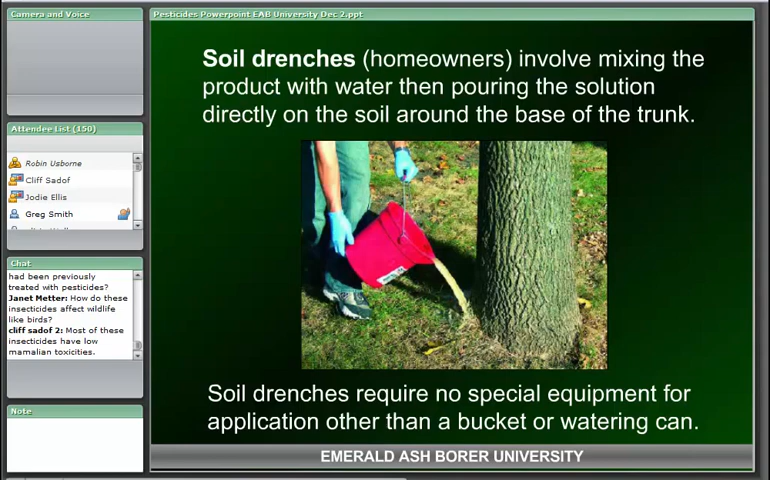 Camera and Voice
Pesticides Powerpoint EAB University Dec 2.ppt
Attendee List (150)
Robin Usborne
Cliff Sadof
Jodie Ellis
Greg Smith
Chat
had been previously
treated with pesticides?
Janet Metter: How do these
insecticides affect wildlife
like birds?
cliff sadof 2: Most of these
insecticides have low
mamalian toxicities.
Note
Soil drenches (homeowners) involve mixing the
product with water then pouring the solution
directly on the soil around the base of the trunk.
Soil drenches require no special equipment for
application other than a bucket or watering can.
EMERALD ASH BORER UNIVERSITY